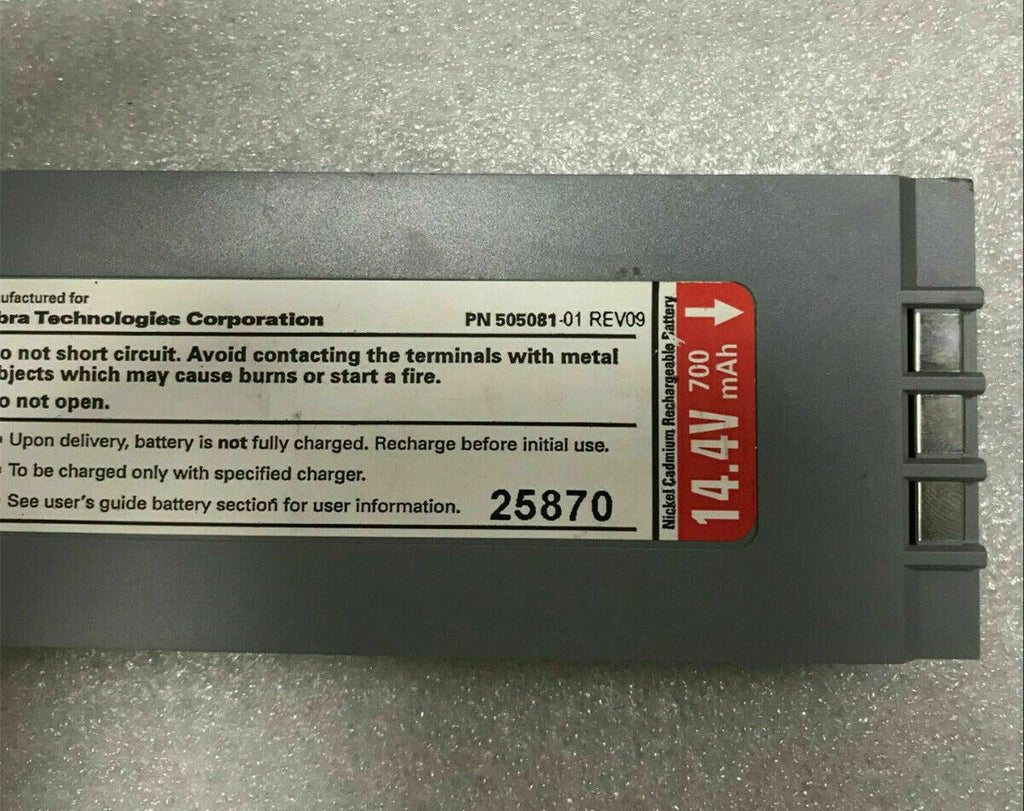 ufactured for
bra Technologies Corporation
PN 505081-01 REV09
o not short circuit. Avoid contacting the terminals with metal
bjects which may cause burns or start a fire.
o not open.
Upon delivery, battery is not fully charged. Recharge before initial use.
To be charged only with specified charger.
See user's guide battery section for user information.
25870
Nickel Cadmium Rechargeable Battery
14.4V 700 mAh